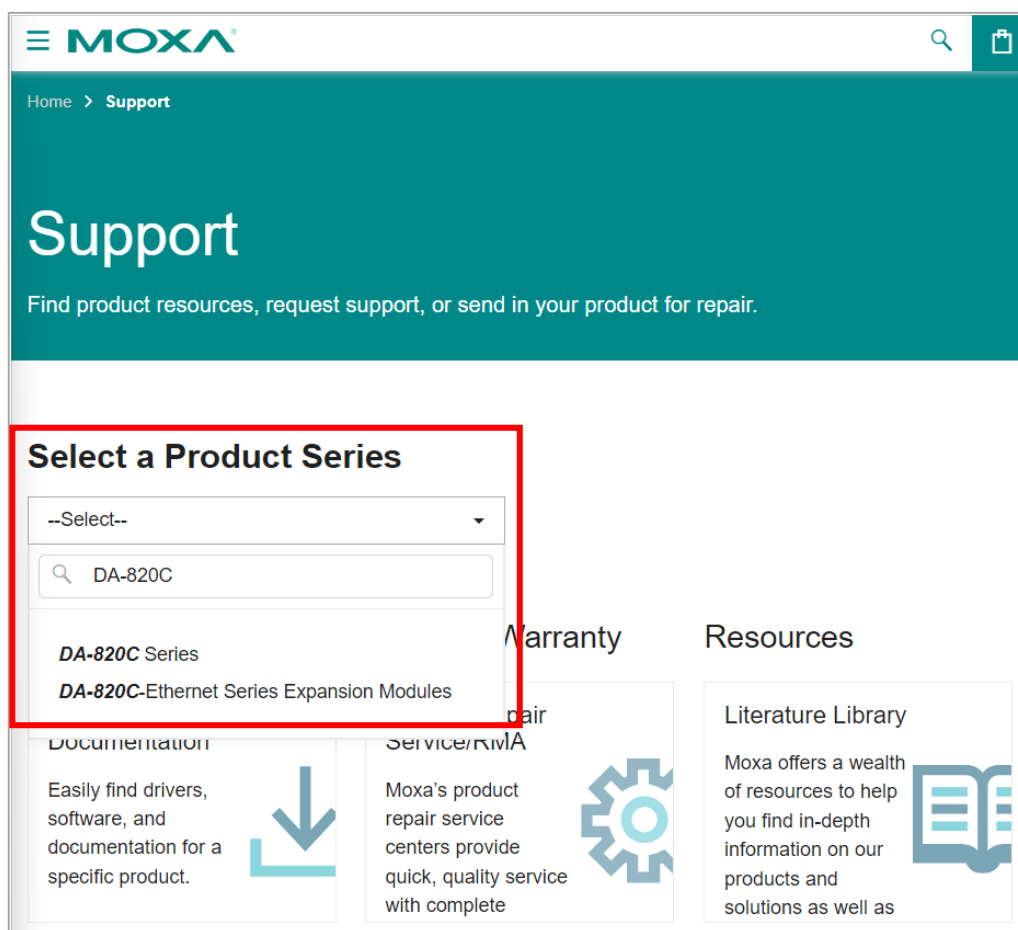 MOXA®
Home > Support
Support
Find product resources, request support, or send in your product for repair.
Select a Product Series
--Select--
DA-820C
DA-820C Series
DA-820C-Ethernet Series Expansion Modules
Warranty
Resources
Documentation
Easily find drivers,
software, and
documentation for a
specific product.
pair
Service/RMA
Moxa's product
repair service
centers provide
quick, quality service
with complete
Literature Library
Moxa offers a wealth
of resources to help
you find in-depth
information on our
products and
solutions as well as